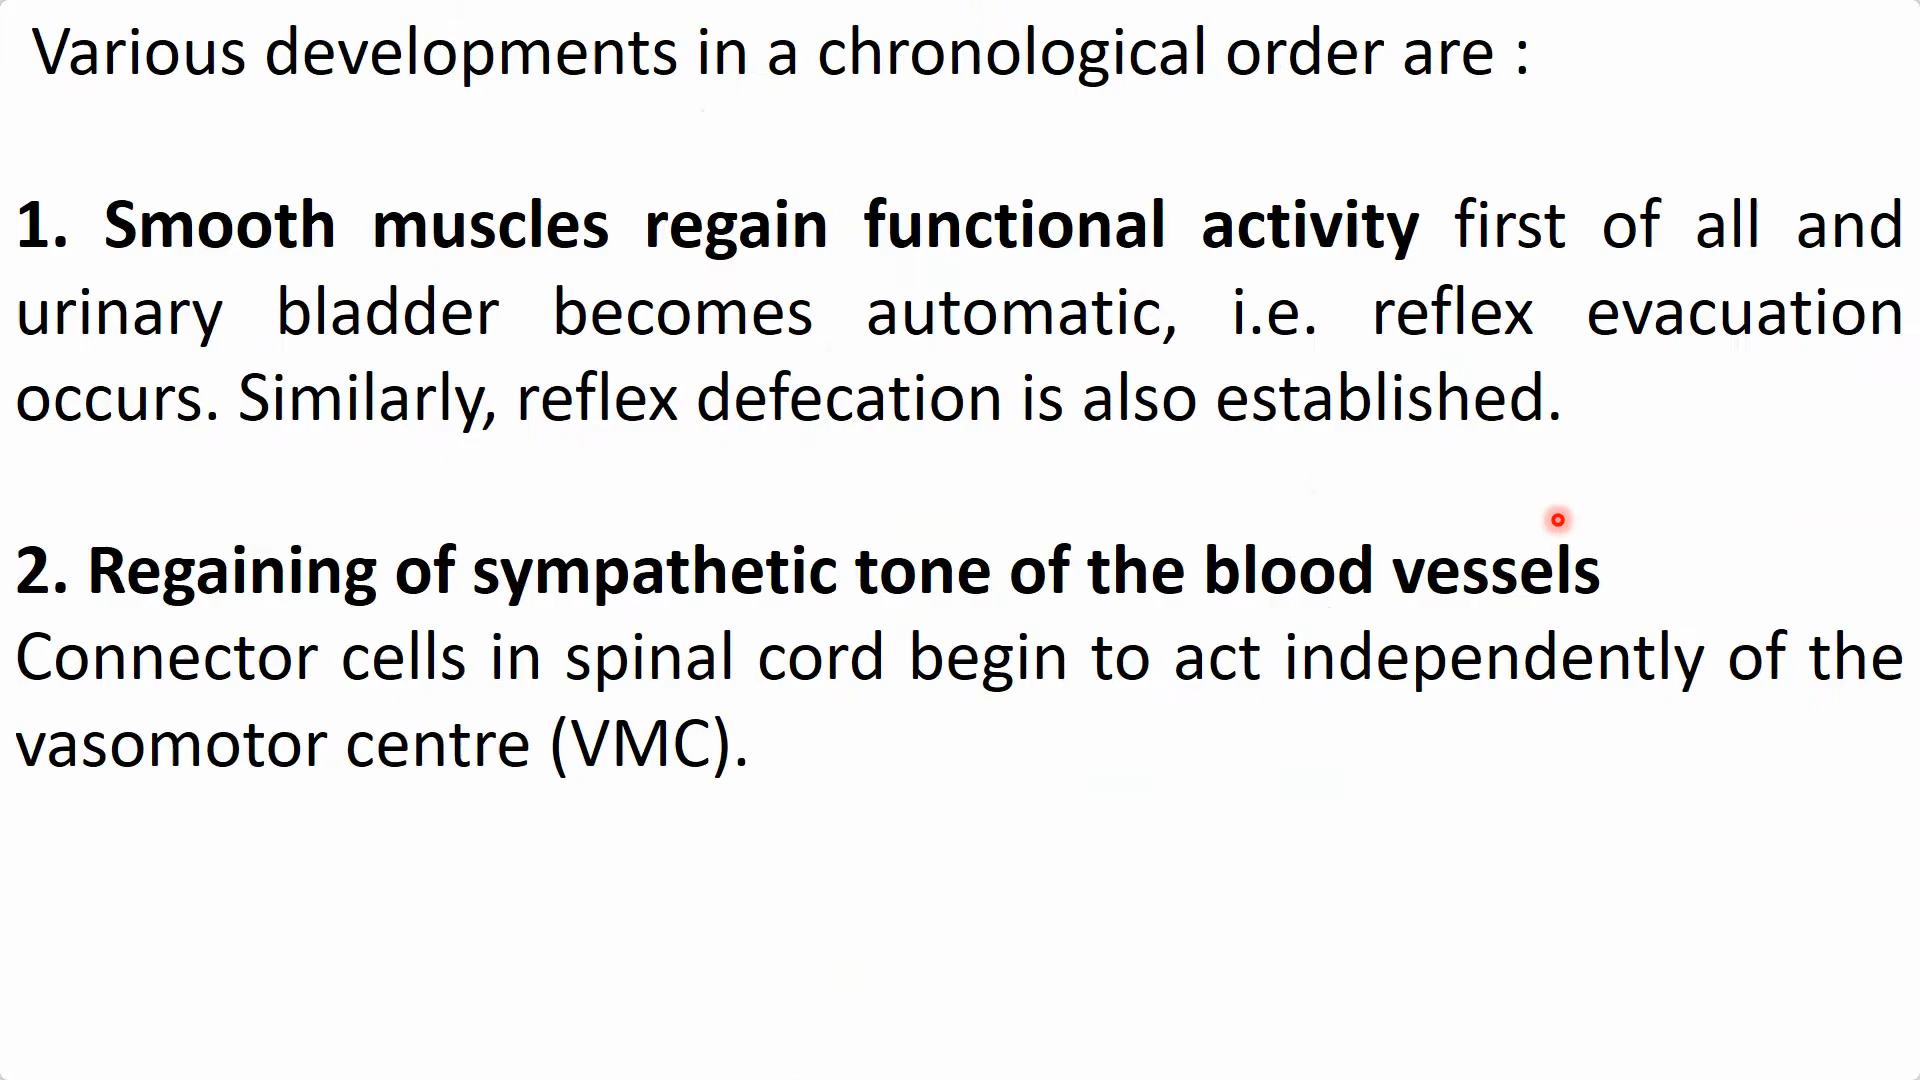 Various developments in a chronological order are :
1. Smooth muscles regain functional activity first of all and
urinary bladder becomes automatic, i.e. reflex evacuation
occurs. Similarly, reflex defecation is also established.
2. Regaining of sympathetic tone of the blood vessels
Connector cells in spinal cord begin to act independently of the
vasomotor centre (VMC).